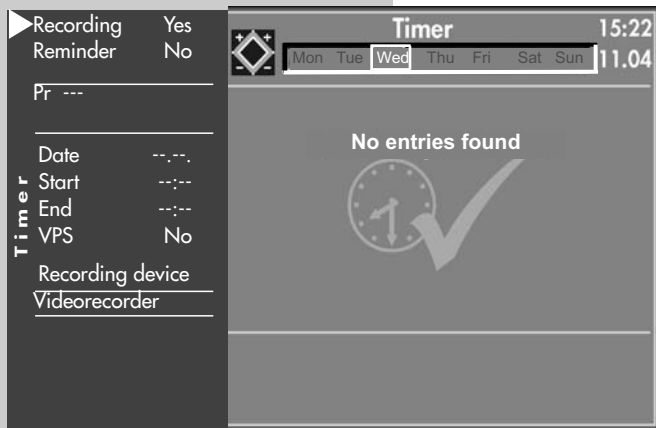 Recording Yes
Reminder No
Pr ---
Date --.--.
Start --:--
End --:--
VPS No
Recording device
Videorecorder
Timer
Timer 15:22
Mon Tue Wed Thu Fri Sat Sun 11.04
No entries found